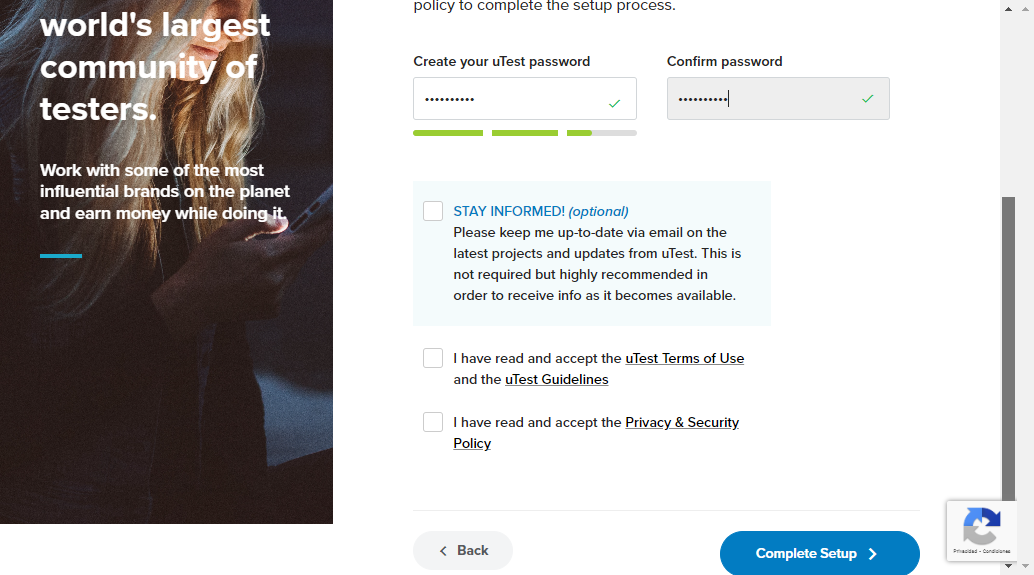 world's largest
community of
testers.
Work with some of the most
influential brands on the planet
and earn money while doing it.
policy to complete the setup process.
Create your uTest password
Confirm password
••••••••••
••••••••••
STAY INFORMED! (optional)
Please keep me up-to-date via email on the
latest projects and updates from uTest. This is
not required but highly recommended in
order to receive info as it becomes available.
I have read and accept the uTest Terms of Use
and the uTest Guidelines
I have read and accept the Privacy & Security
Policy
Back
Complete Setup
Privacidad - Condiciones